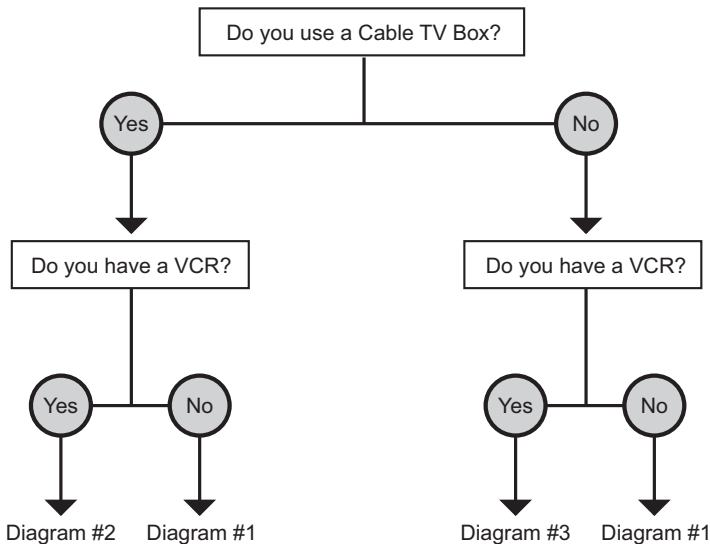 Do you use a Cable TV Box?
Yes
No
Do you have a VCR?
Do you have a VCR?
Yes
No
Yes
No
Diagram #2
Diagram #1
Diagram #3
Diagram #1